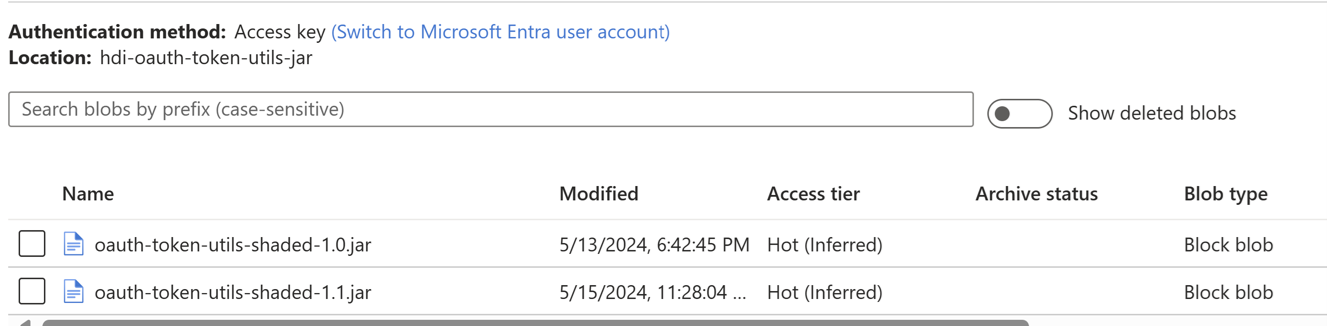 Authentication method: Access key (Switch to Microsoft Entra user account)
Location: hdi-oauth-token-utils-jar
Search blobs by prefix (case-sensitive)
Show deleted blobs
Name Modified Access tier Archive status Blob type
oauth-token-utils-shaded-1.0.jar 5/13/2024, 6:42:45 PM Hot (Inferred) Block blob
oauth-token-utils-shaded-1.1.jar 5/15/2024, 11:28:04 ... Hot (Inferred) Block blob